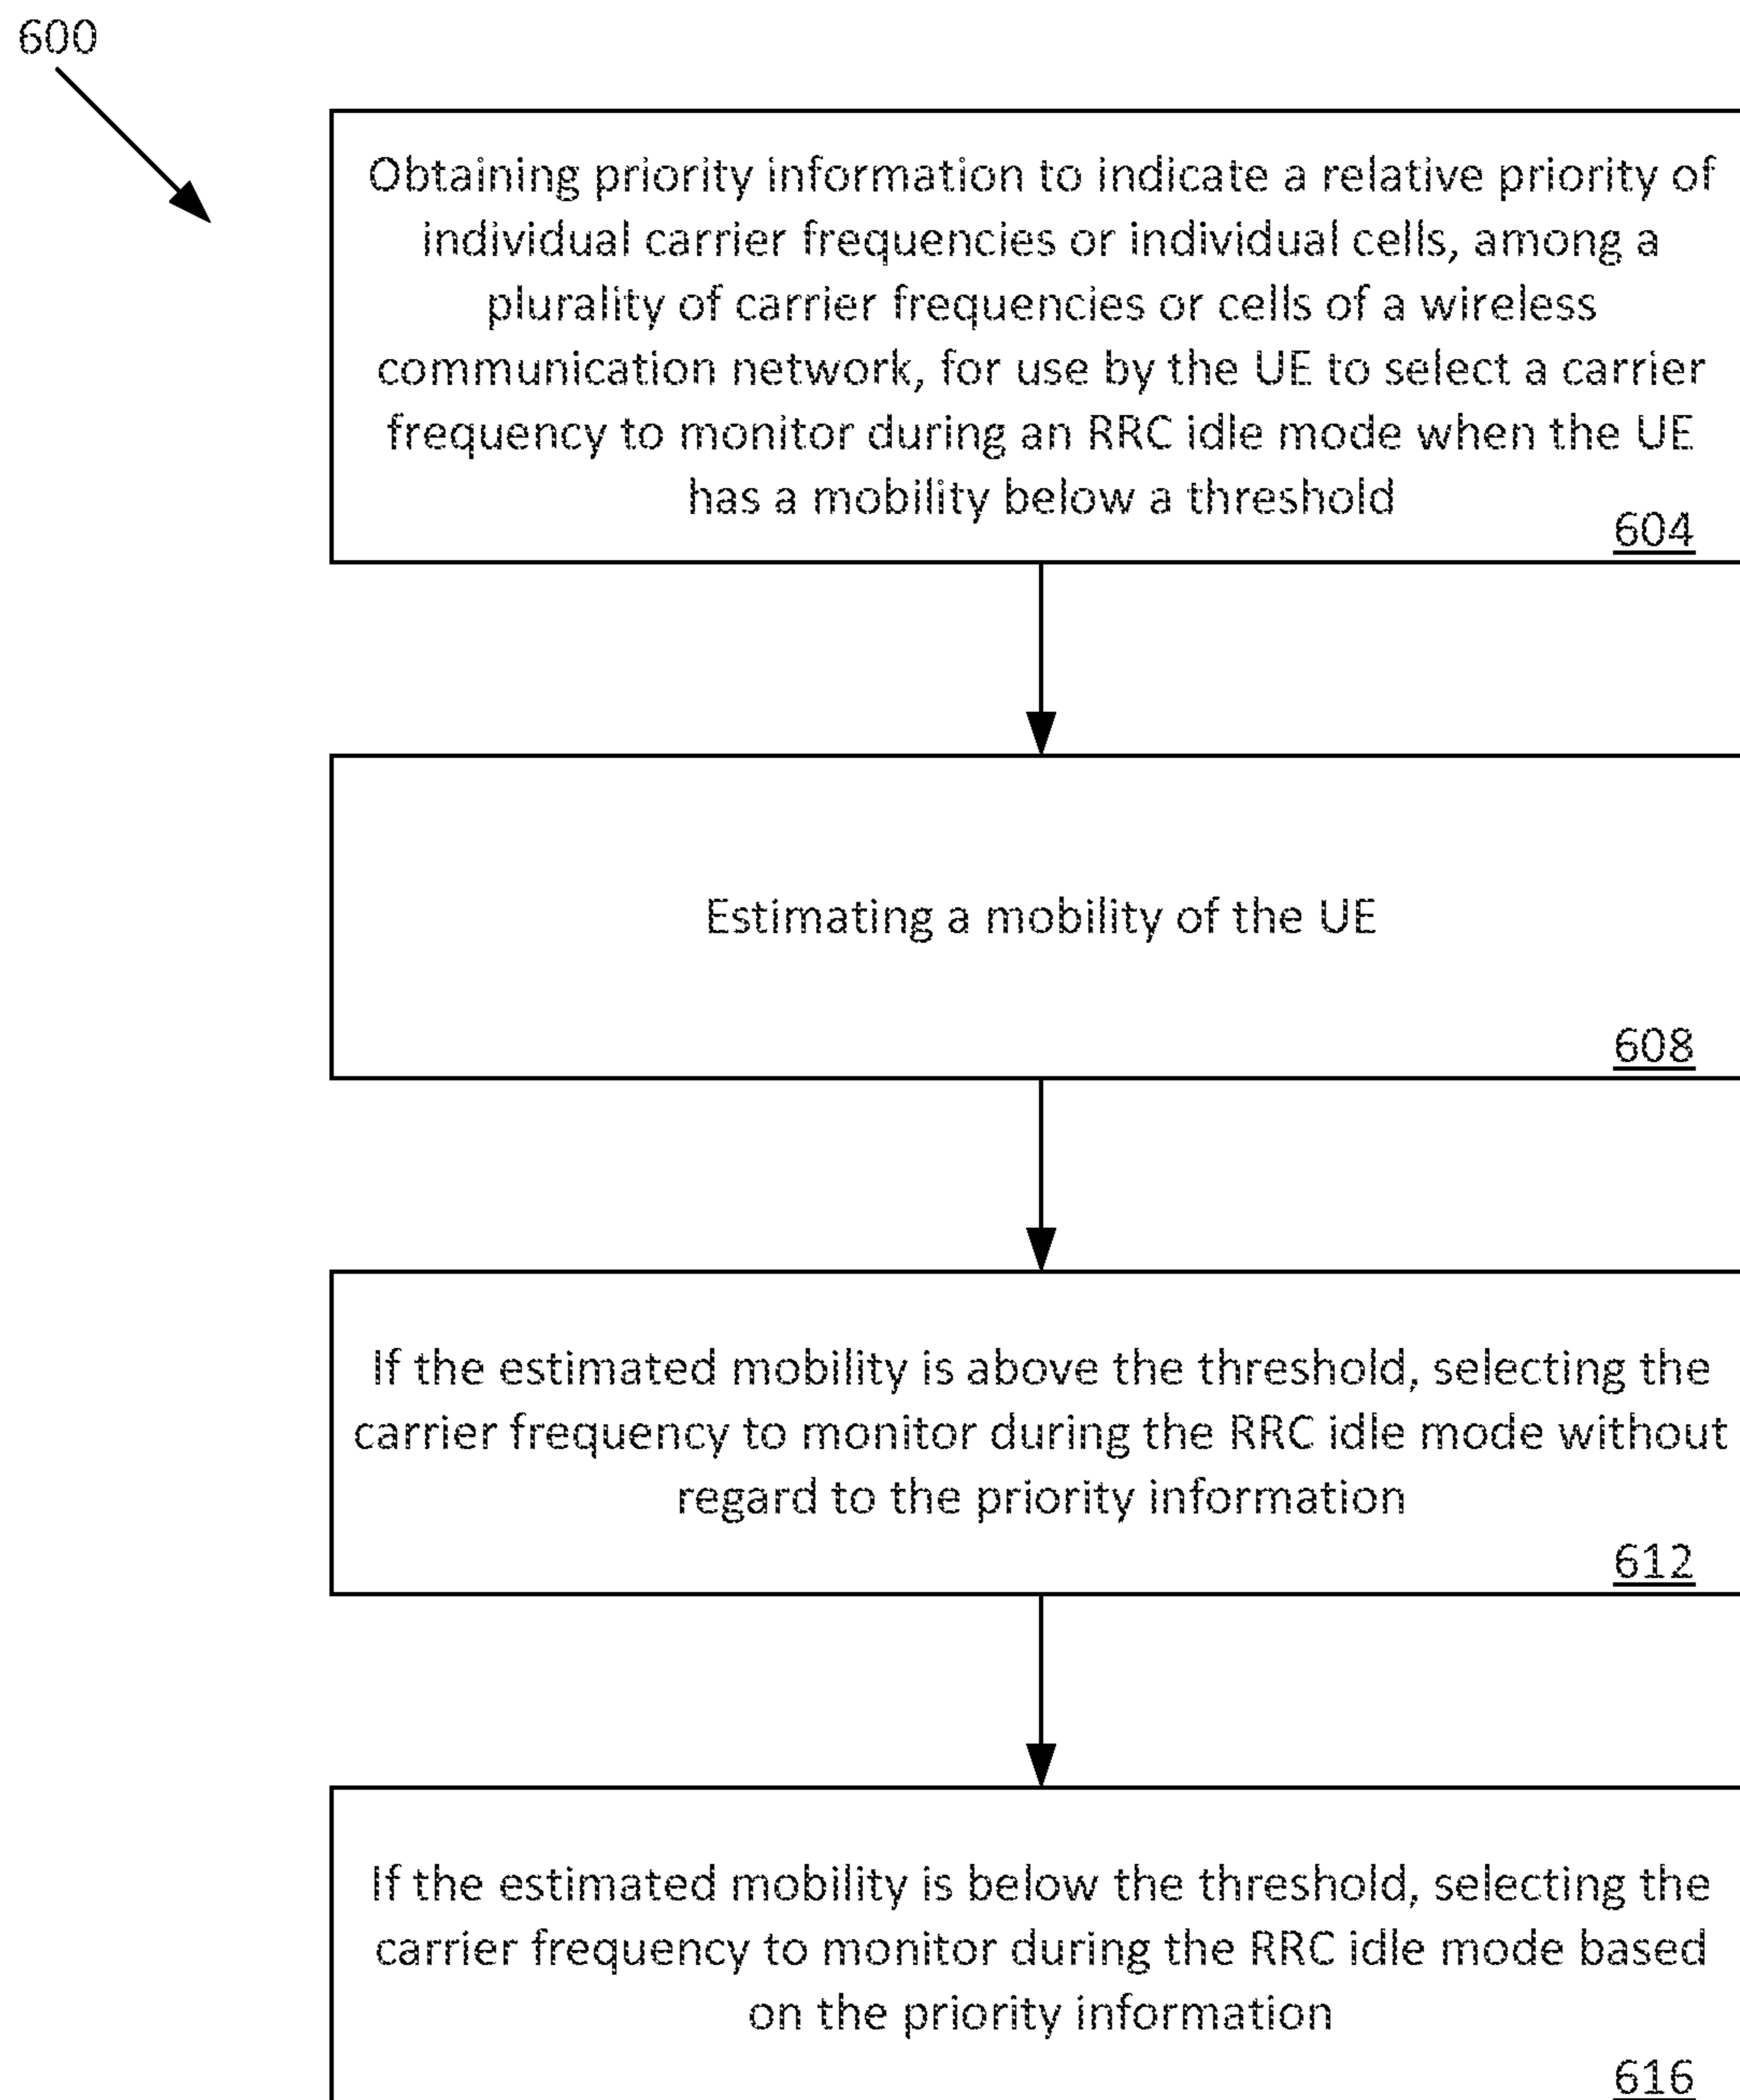 600
Obtaining priority information to indicate a relative priority of
individual carrier frequencies or individual cells, among a
plurality of carrier frequencies or cells of a wireless
communication network, for use by the UE to select a carrier
frequency to monitor during an RRC idle mode when the UE
has a mobility below a threshold
604
Estimating a mobility of the UE
608
If the estimated mobility is above the threshold, selecting the
carrier frequency to monitor during the RRC idle mode without
regard to the priority information
612
If the estimated mobility is below the threshold, selecting the
carrier frequency to monitor during the RRC idle mode based
on the priority information
616